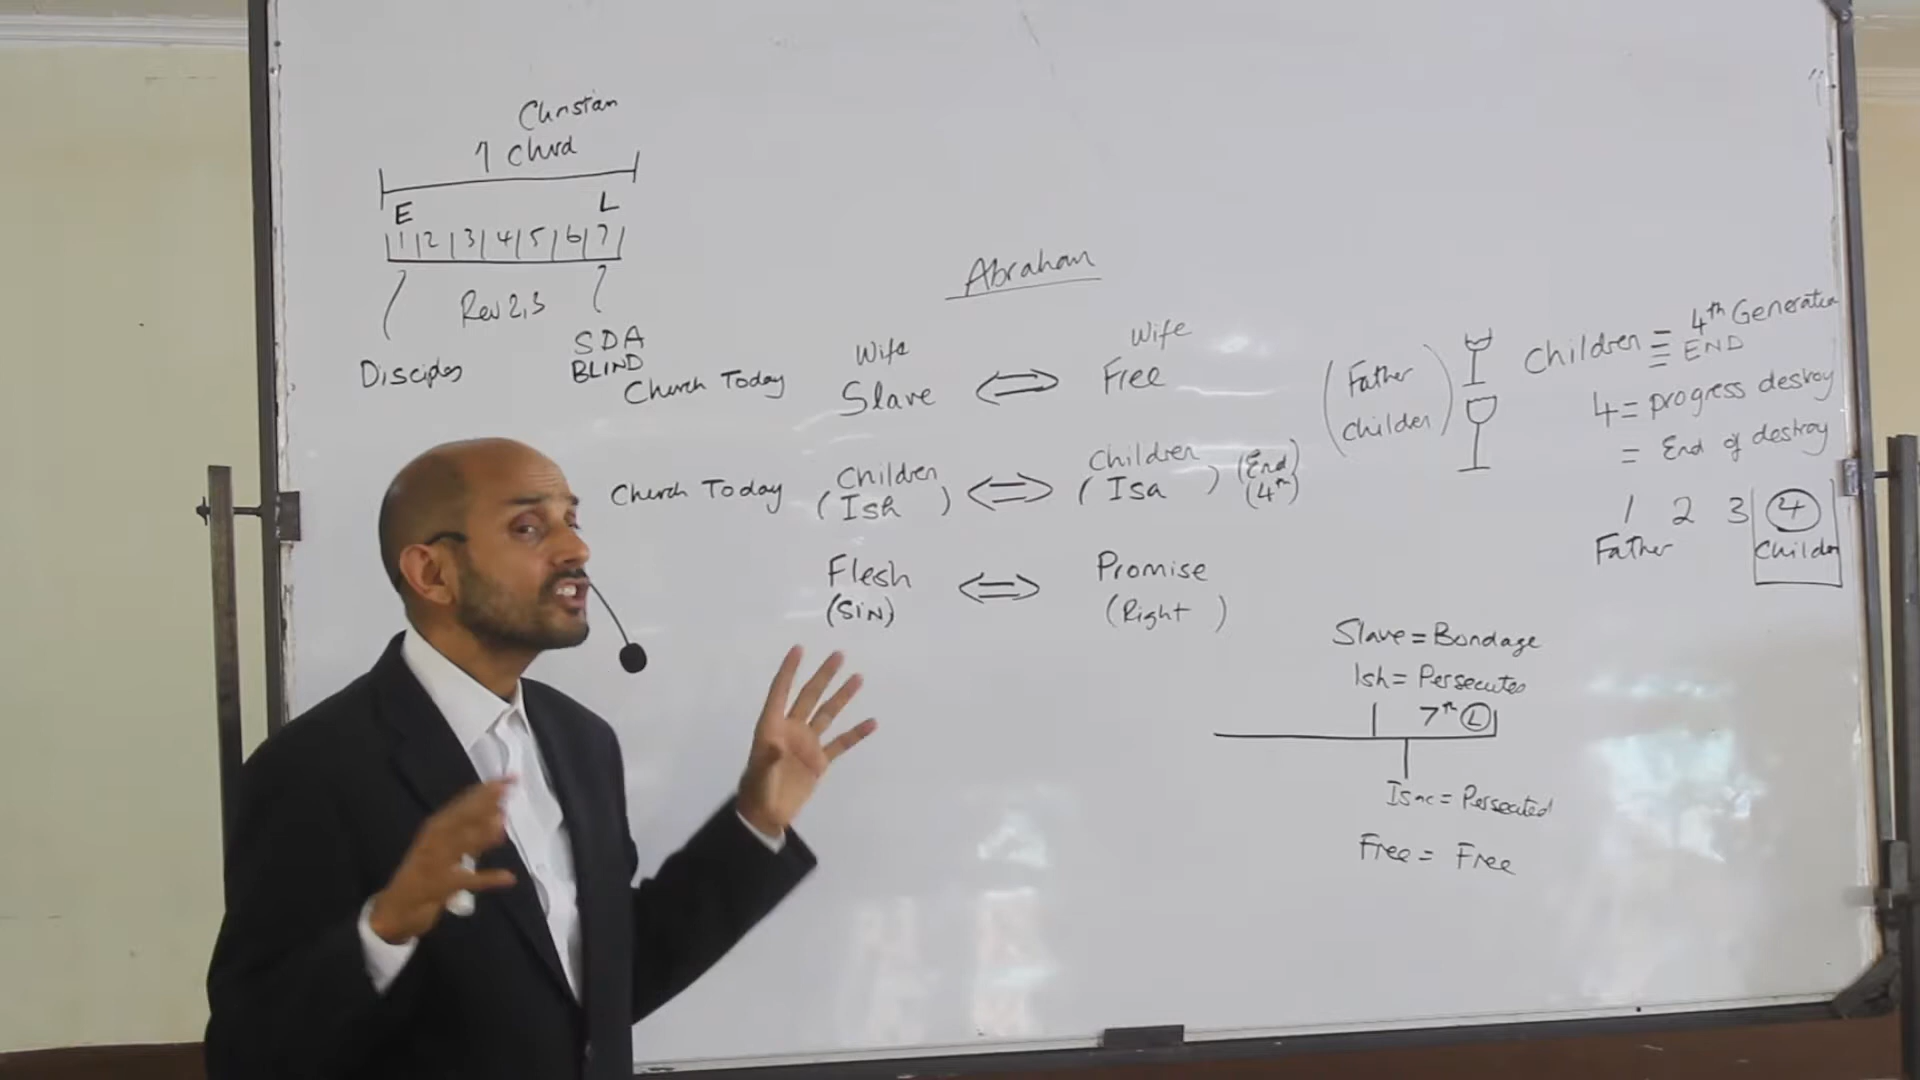 Christian
7 Church
E L
1 2 3 4 5 6 7
Rev 2,3
Disciples
SDA
BLIND
Abraham
Wife Wife
Church Today Slave ⇔ Free
Children Children
Church Today (Ish) ⇔ (Isa) (End)
(4th)
Flesh ⇔ Promise
(SIN) (Right)
(Father
children)
Children = 4th Generation
= END
4 = progress destroy
= End of destroy
1 2 3 4
Father Childen
Slave = Bondage
Ish = Persecutes
7th L
Isac = Persecuted
Free = Free